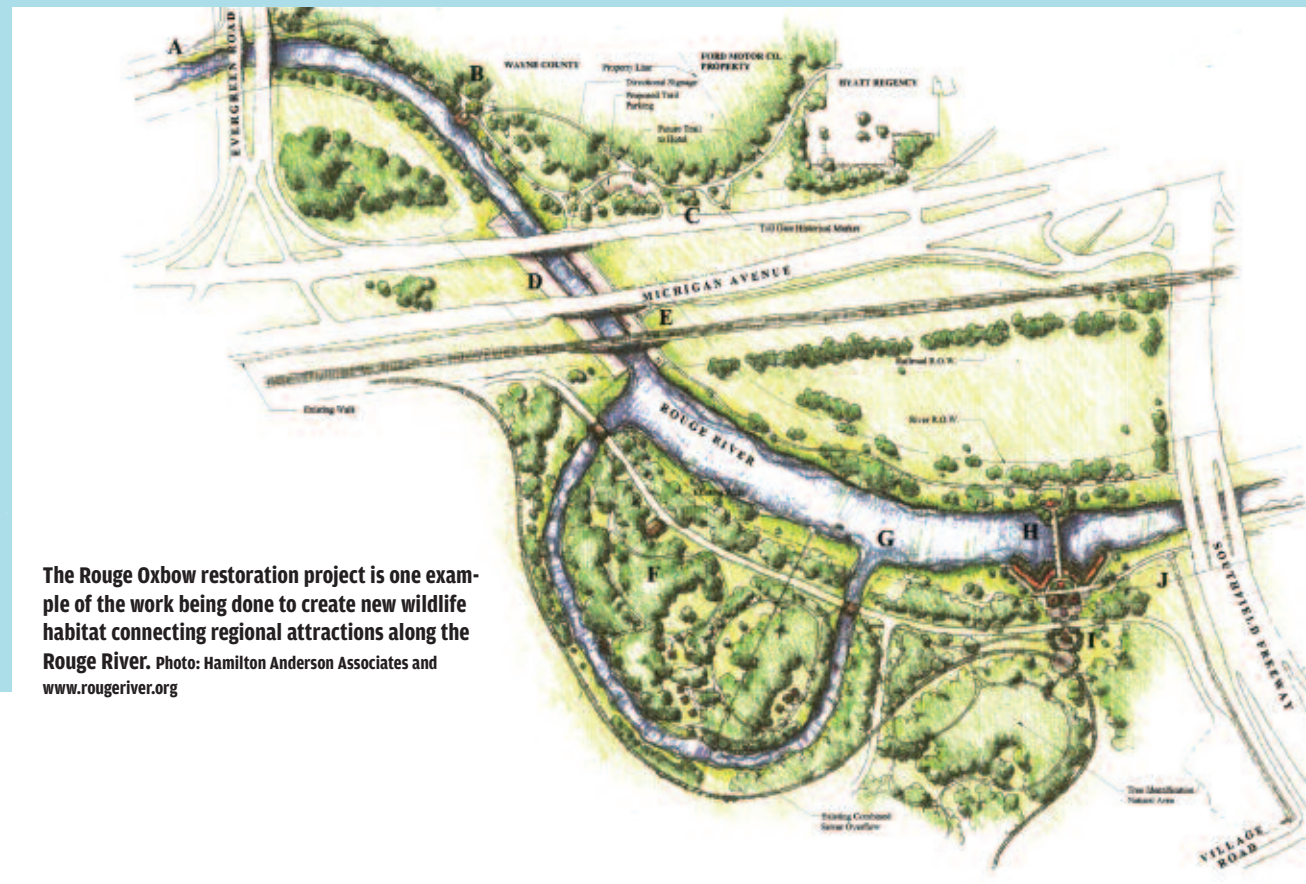 A
EVERGREEN ROAD
B
WAYNE COUNTY
Property Line
FORD MOTOR CO.
PROPERTY
Directional Signage
Proposed Trail
Parking
Future Trail
to Hotel
HYATT REGENCY
C
Toll Gate Historical Marker
D
MICHIGAN AVENUE
E
Railroad R.O.W.
Existing Walk
ROUGE RIVER
River R.O.W.
G
H
F
J
I
SOUTHFIELD FREEWAY
The Rouge Oxbow restoration project is one exam-
ple of the work being done to create new wildlife
habitat connecting regional attractions along the
Rouge River. Photo: Hamilton Anderson Associates and
www.rougeriver.org
Tree Identification
Natural Area
Existing Combined
Sewer Overflow
VILLAGE
ROAD